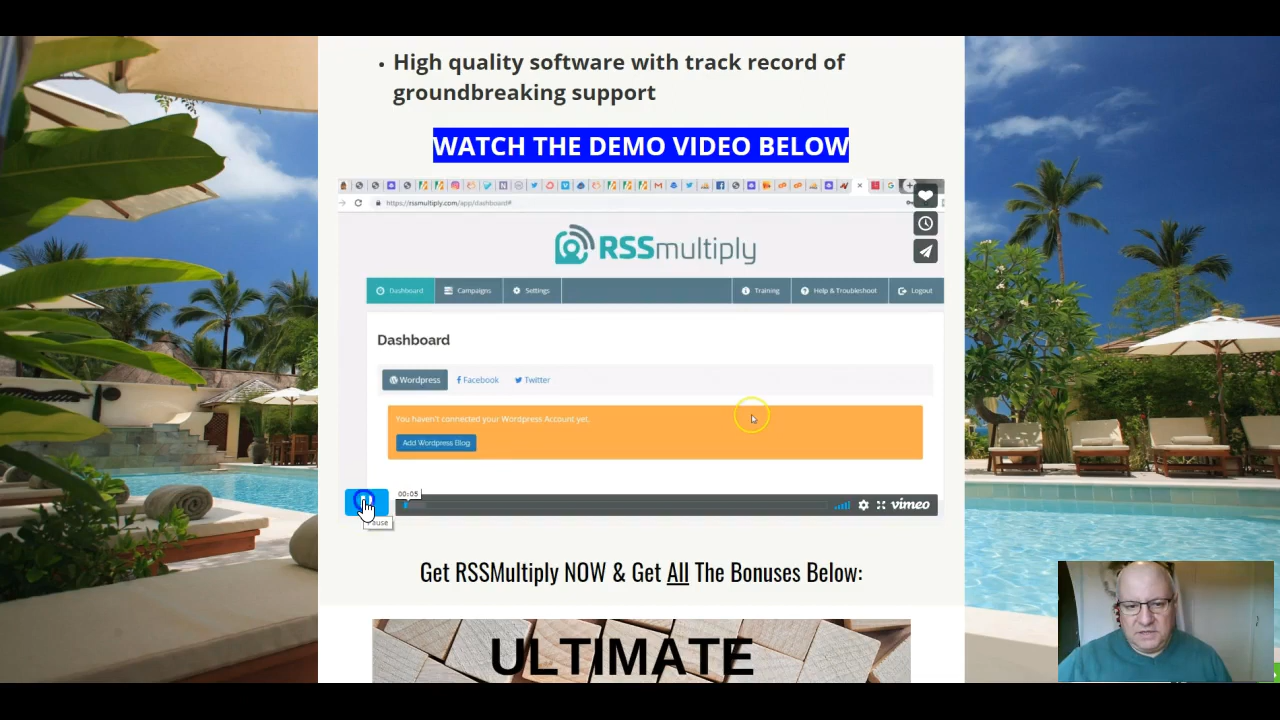 • High quality software with track record of
groundbreaking support
WATCH THE DEMO VIDEO BELOW
https://rssmultiply.com/app/dashboard#
RSSmultiply
Dashboard Campaigns Settings Training Help & Troubleshoot Logout
Dashboard
Wordpress Facebook Twitter
You haven't connected your Wordpress Account yet.
Add Wordpress Blog
00:05
vimeo
Pause
Get RSSMultiply NOW & Get All The Bonuses Below:
ULTIMATE